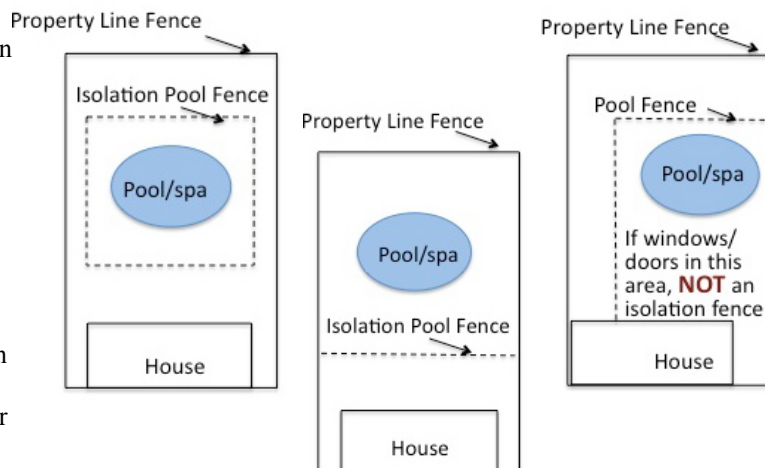 Property Line Fence
n
Isolation Pool Fence
Pool/spa
House
n
r
Property Line Fence
Pool/spa
Isolation Pool Fence
House
Property Line Fence
Pool Fence
Pool/spa
If windows/
doors in this
area, NOT an
isolation fence
House